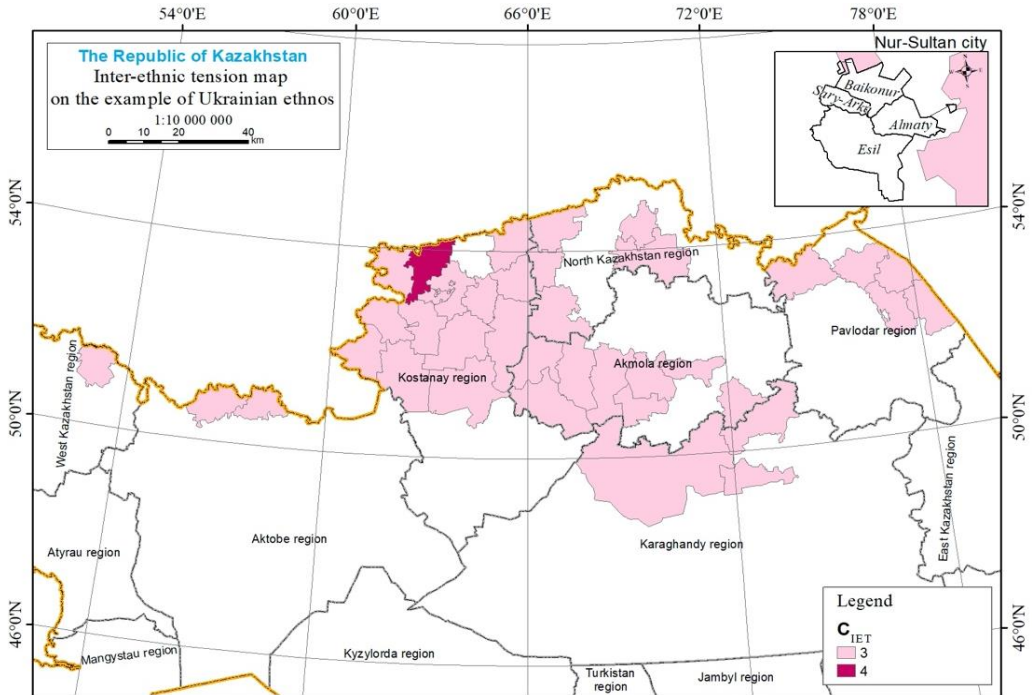 54°0'E 60°0'E 66°0'E 72°0'E 78°0'E
The Republic of Kazakhstan
Inter-ethnic tension map
on the example of Ukrainian ethnos
1:10 000 000
0 10 20 40
km
Nur-Sultan city
N
W E
S
Baikonur
Sary-Arka
Almaty
Esil
54°0'N
54°0'N
North Kazakhstan region
Pavlodar region
West Kazakhstan region
Kostanay region
Akmola region
50°0'N
50°0'N
East Kazakhstan region
Atyrau region
Aktobe region
Karaghandy region
46°0'N
46°0'N
Mangystau region
Kyzylorda region
Turkistan
region
Jambyl region
Legend
C IET
3
4